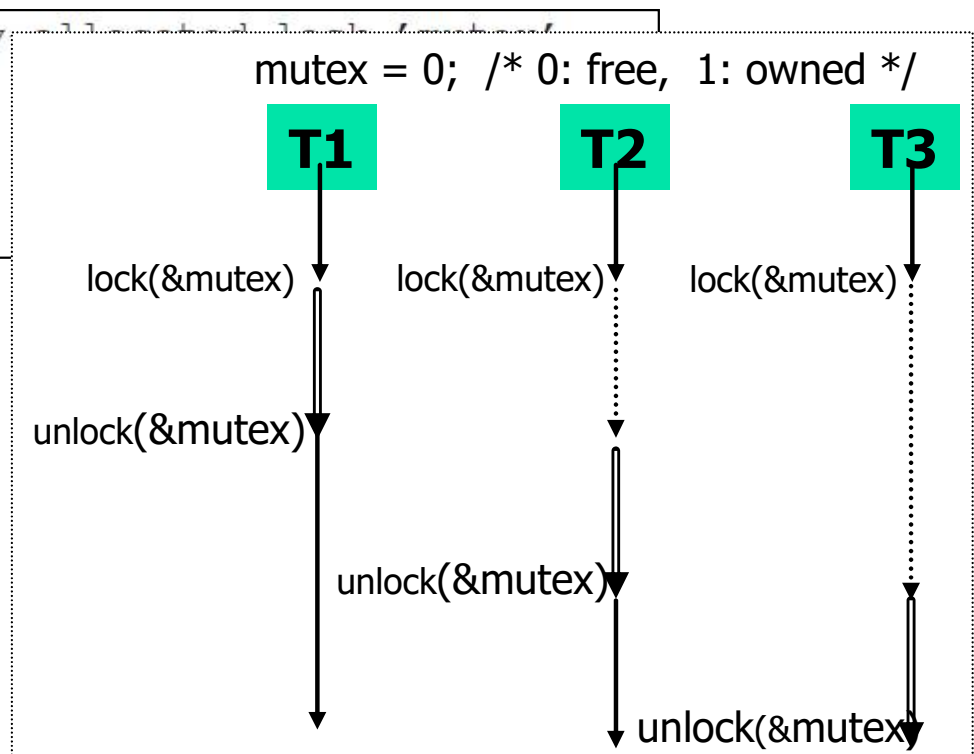 mutex = 0; /* 0: free, 1: owned */
T1 T2 T3
lock(&mutex) lock(&mutex) lock(&mutex)
unlock(&mutex)
unlock(&mutex)
unlock(&mutex)